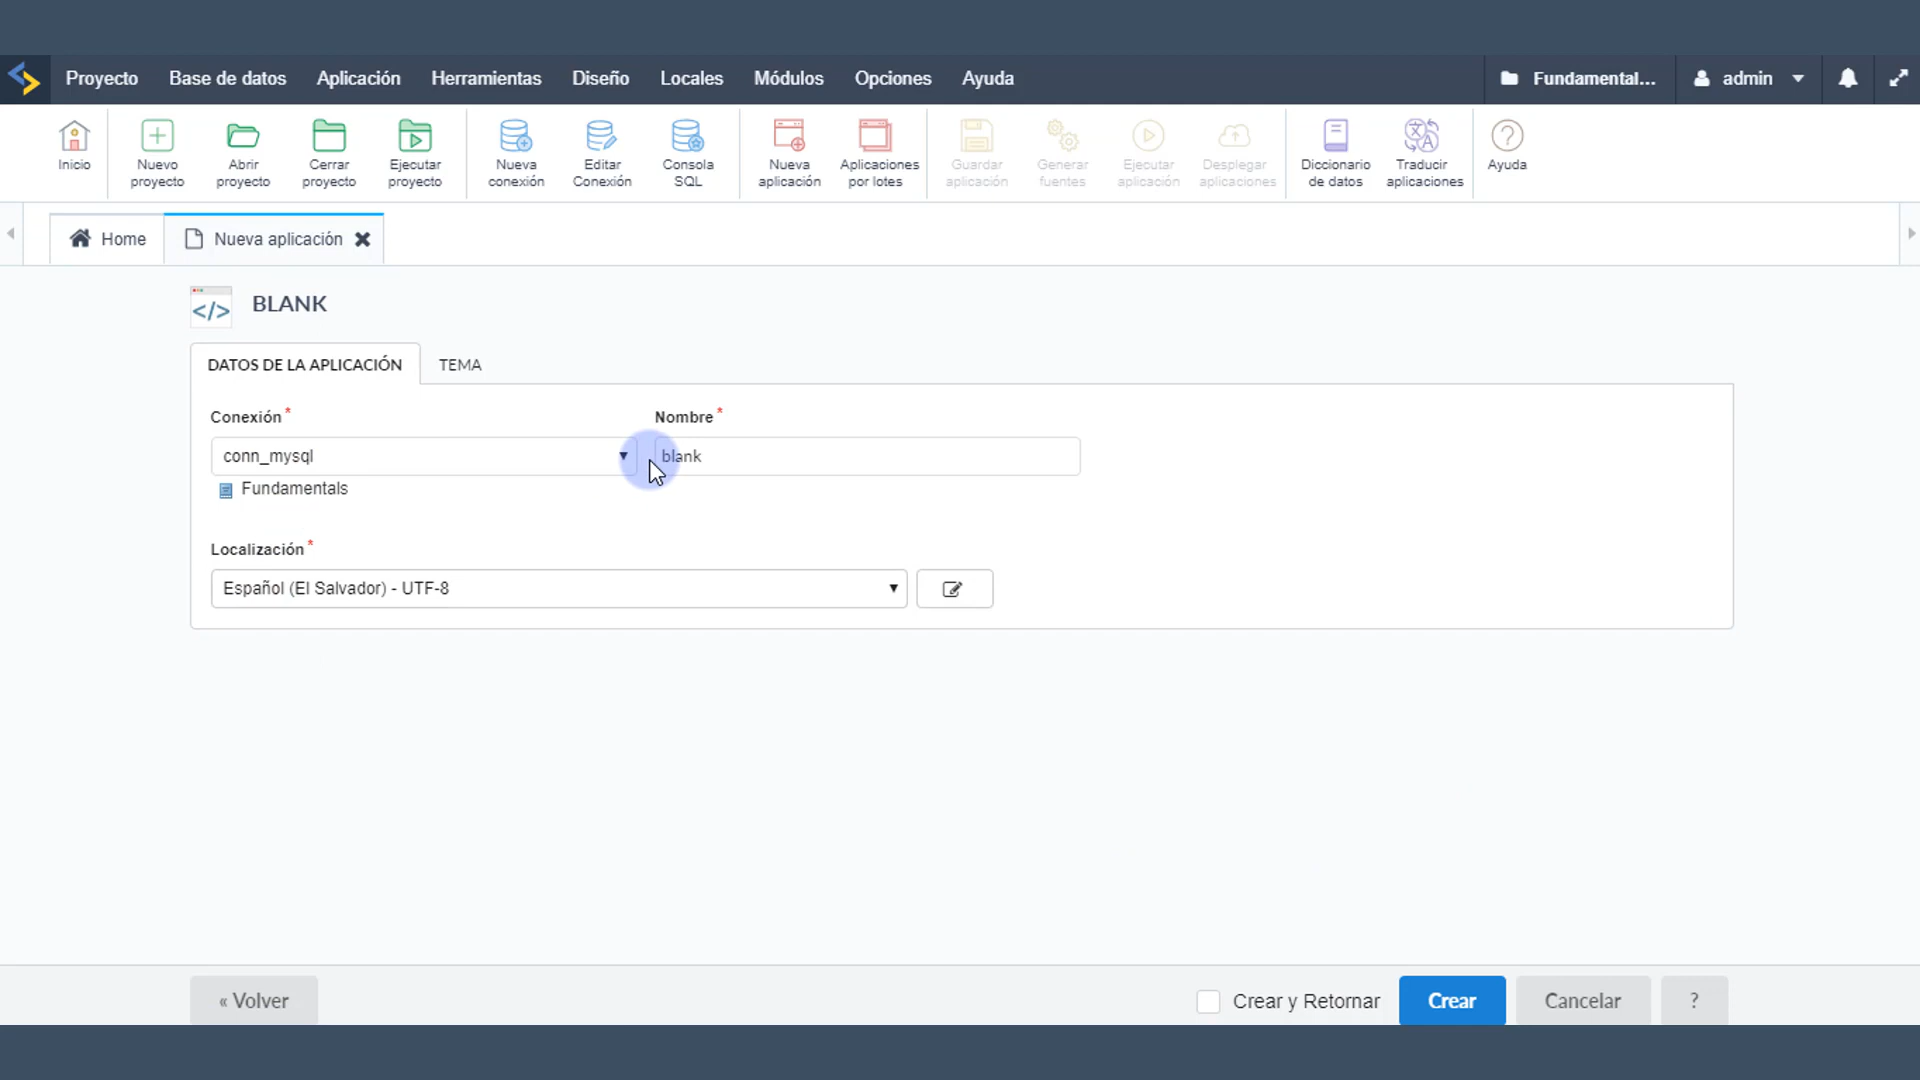 Proyecto Base de datos Aplicación Herramientas Diseño Locales Módulos Opciones Ayuda Fundamental... admin
Inicio
Nuevo
proyecto
Abrir
proyecto
Cerrar
proyecto
Ejecutar
proyecto
Nueva
conexión
Editar
Conexión
Consola
SQL
Nueva
aplicación
Aplicaciones
por lotes
Guardar
aplicación
Generar
fuentes
Ejecutar
aplicación
Desplegar
aplicaciones
Diccionario
de datos
Traducir
aplicaciones
Ayuda
Home Nueva aplicación
BLANK
DATOS DE LA APLICACIÓN TEMA
Conexión * Nombre *
conn_mysql blank
Fundamentals
Localización *
Español (El Salvador) - UTF-8
« Volver Crear y Retornar Crear Cancelar ?